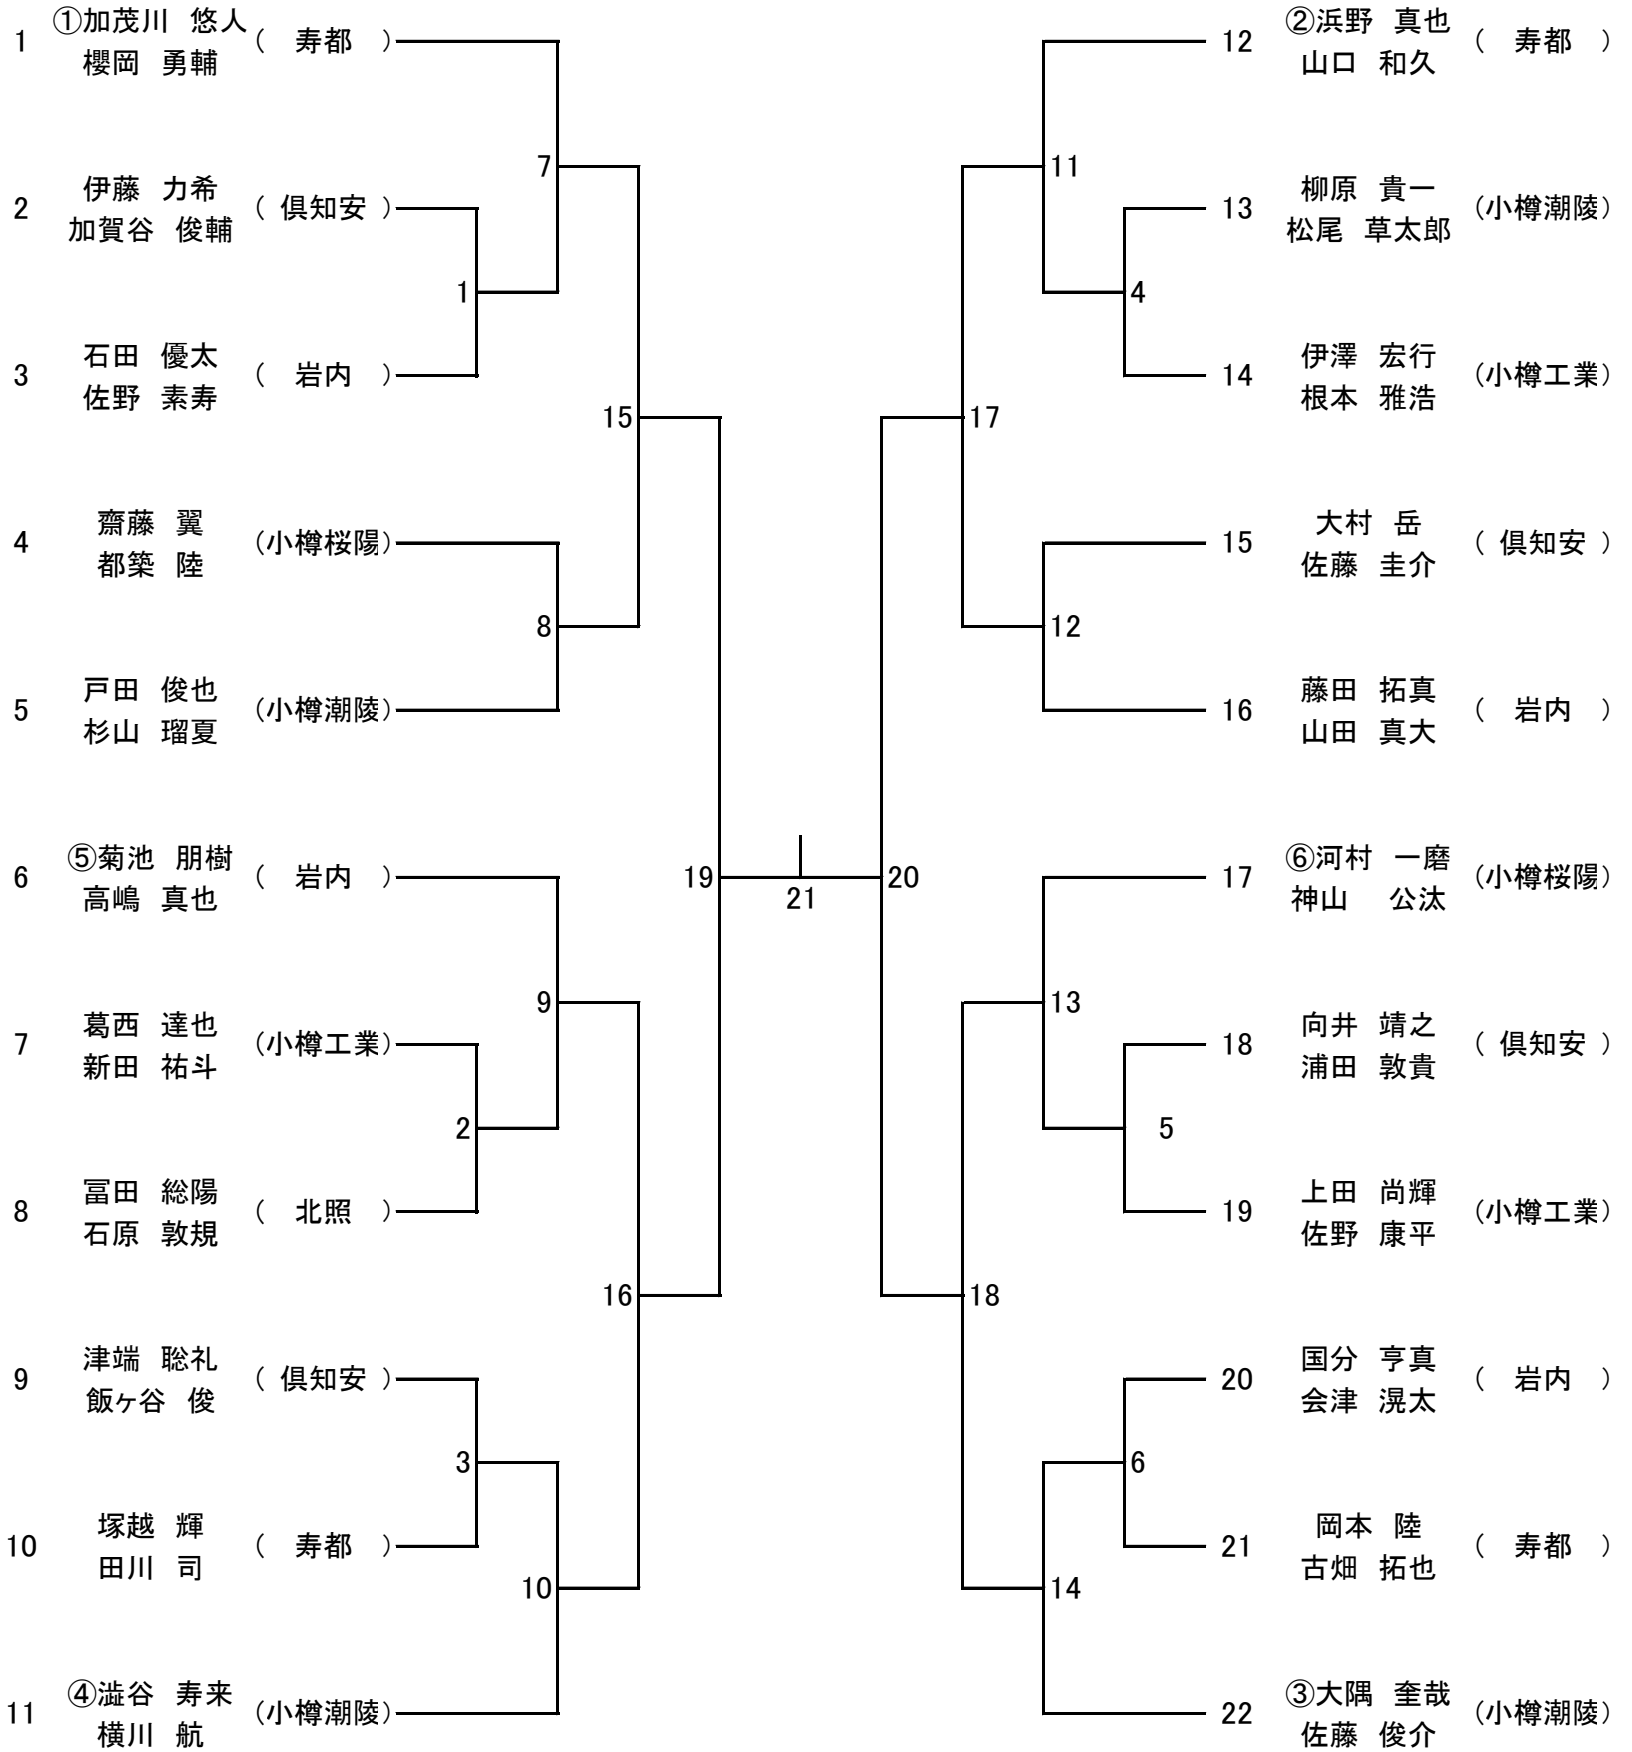 1 ①加茂川 悠人 櫻岡 勇輔 ( 寿都 )
2 伊藤 力希 加賀谷 俊輔 ( 倶知安 )
3 石田 優太 佐野 素寿 ( 岩内 )
4 齋藤 翼 都築 陸 (小樽桜陽)
5 戸田 俊也 杉山 瑠夏 (小樽潮陵)
6 ⑤菊池 朋樹 高嶋 真也 ( 岩内 )
7 葛西 達也 新田 祐斗 (小樽工業)
8 冨田 総陽 石原 敦規 ( 北照 )
9 津端 聡礼 飯ヶ谷 俊 ( 倶知安 )
10 塚越 輝 田川 司 ( 寿都 )
11 ④澁谷 寿来 横川 航 (小樽潮陵)
7
1
15
8
9
2
16
3
10
19
21
20
11
4
17
12
13
5
18
6
14
12 ②浜野 真也 山口 和久 ( 寿都 )
13 柳原 貴一 松尾 草太郎 (小樽潮陵)
14 伊澤 宏行 根本 雅浩 (小樽工業)
15 大村 岳 佐藤 圭介 ( 倶知安 )
16 藤田 拓真 山田 真大 ( 岩内 )
17 ⑥河村 一磨 神山 公汰 (小樽桜陽)
18 向井 靖之 浦田 敦貴 ( 倶知安 )
19 上田 尚輝 佐野 康平 (小樽工業)
20 国分 亨真 会津 滉太 ( 岩内 )
21 岡本 陸 古畑 拓也 ( 寿都 )
22 ③大隅 奎哉 佐藤 俊介 (小樽潮陵)